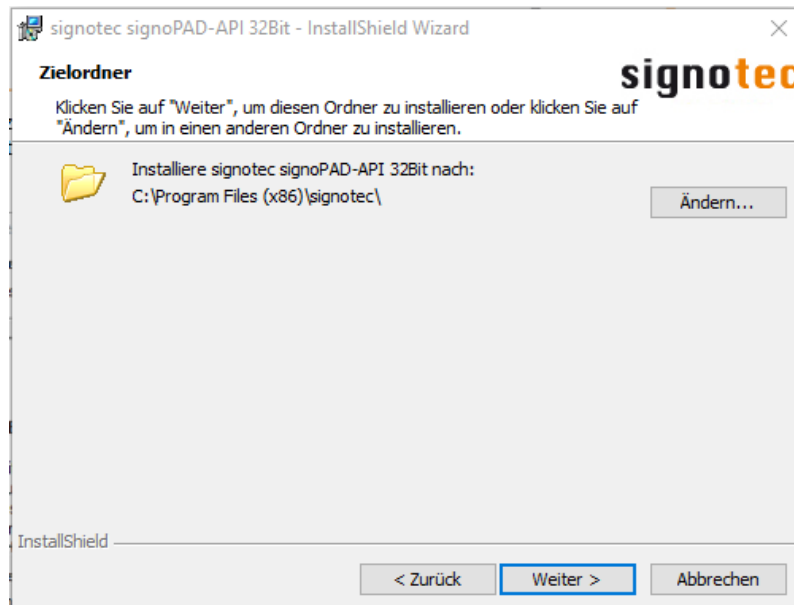 signotec signoPAD-API 32Bit - InstallShield Wizard
Zielordner
signotec
Klicken Sie auf "Weiter", um diesen Ordner zu installieren oder klicken Sie auf
"Ändern", um in einen anderen Ordner zu installieren.
Installiere signotec signoPAD-API 32Bit nach:
C:\Program Files (x86)\signotec\
Ändern...
InstallShield
< Zurück
Weiter >
Abbrechen